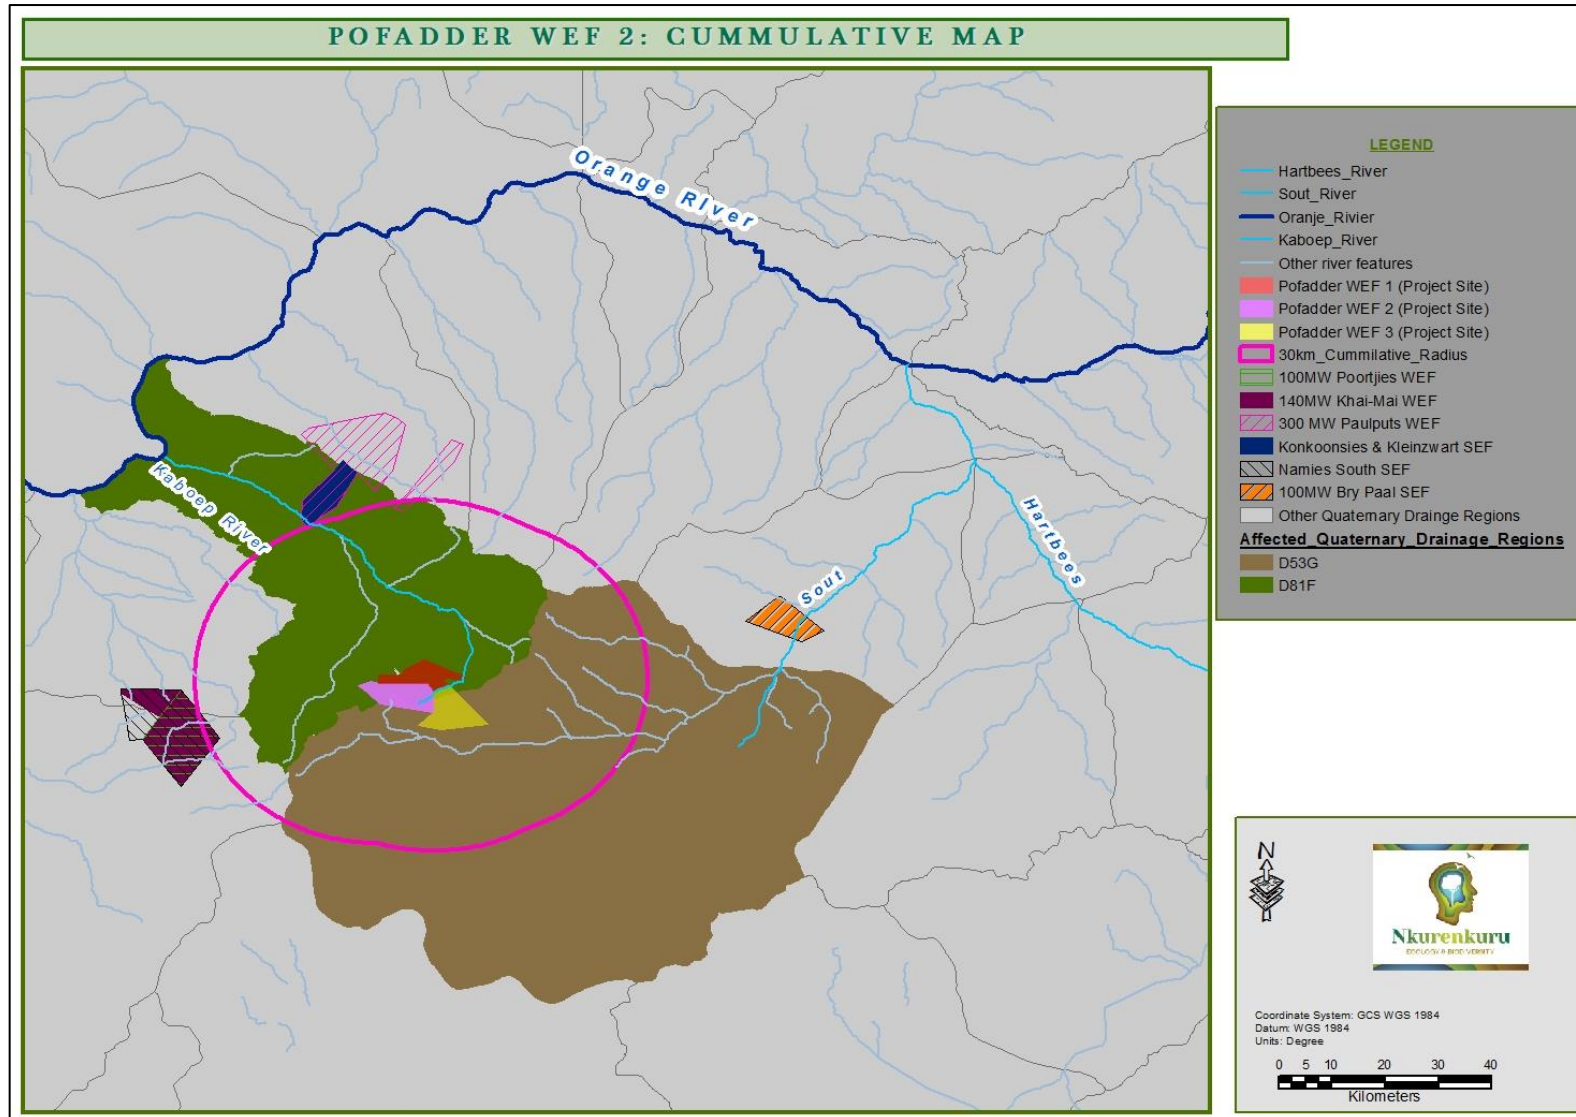 POFADDER WEF 2: CUMMULATIVE MAP
Orange River
Kaboep River
Sout
Hartbees
LEGEND
Hartbees_River
Sout_River
Oranje_Rivier
Kaboep_River
Other river features
Pofadder WEF 1 (Project Site)
Pofadder WEF 2 (Project Site)
Pofadder WEF 3 (Project Site)
30km_Cummilative_Radius
100MW Poortjies WEF
140MW Khai-Mai WEF
300 MW Paulputs WEF
Konkoonsies & Kleinzwart SEF
Namies South SEF
100MW Bry Paal SEF
Other Quaternary Drainge Regions
Affected_Quaternary_Drainage_Regions
D53G
D81F
N
Nkurenkuru
ECOLOGY & BIODIVERSITY
Coordinate System: GCS WGS 1984
Datum: WGS 1984
Units: Degree
0 5 10 20 30 40
Kilometers